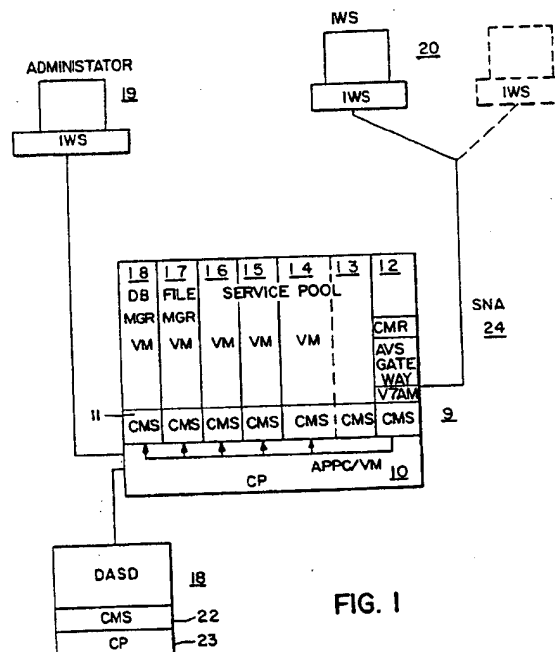 IWS
20
ADMINISTATOR
19
IWS
IWS
IWS
18 17 16 15 14 13 12
DB FILE SERVICE POOL
MGR MGR
VM VM VM VM VM
CMR
AVS
GATE
WAY
V7AM
SNA
24
11
CMS CMS CMS CMS CMS CMS CMS
9
APPC/VM
CP
10
DASD
18
CMS
22
CP
23
FIG. 1